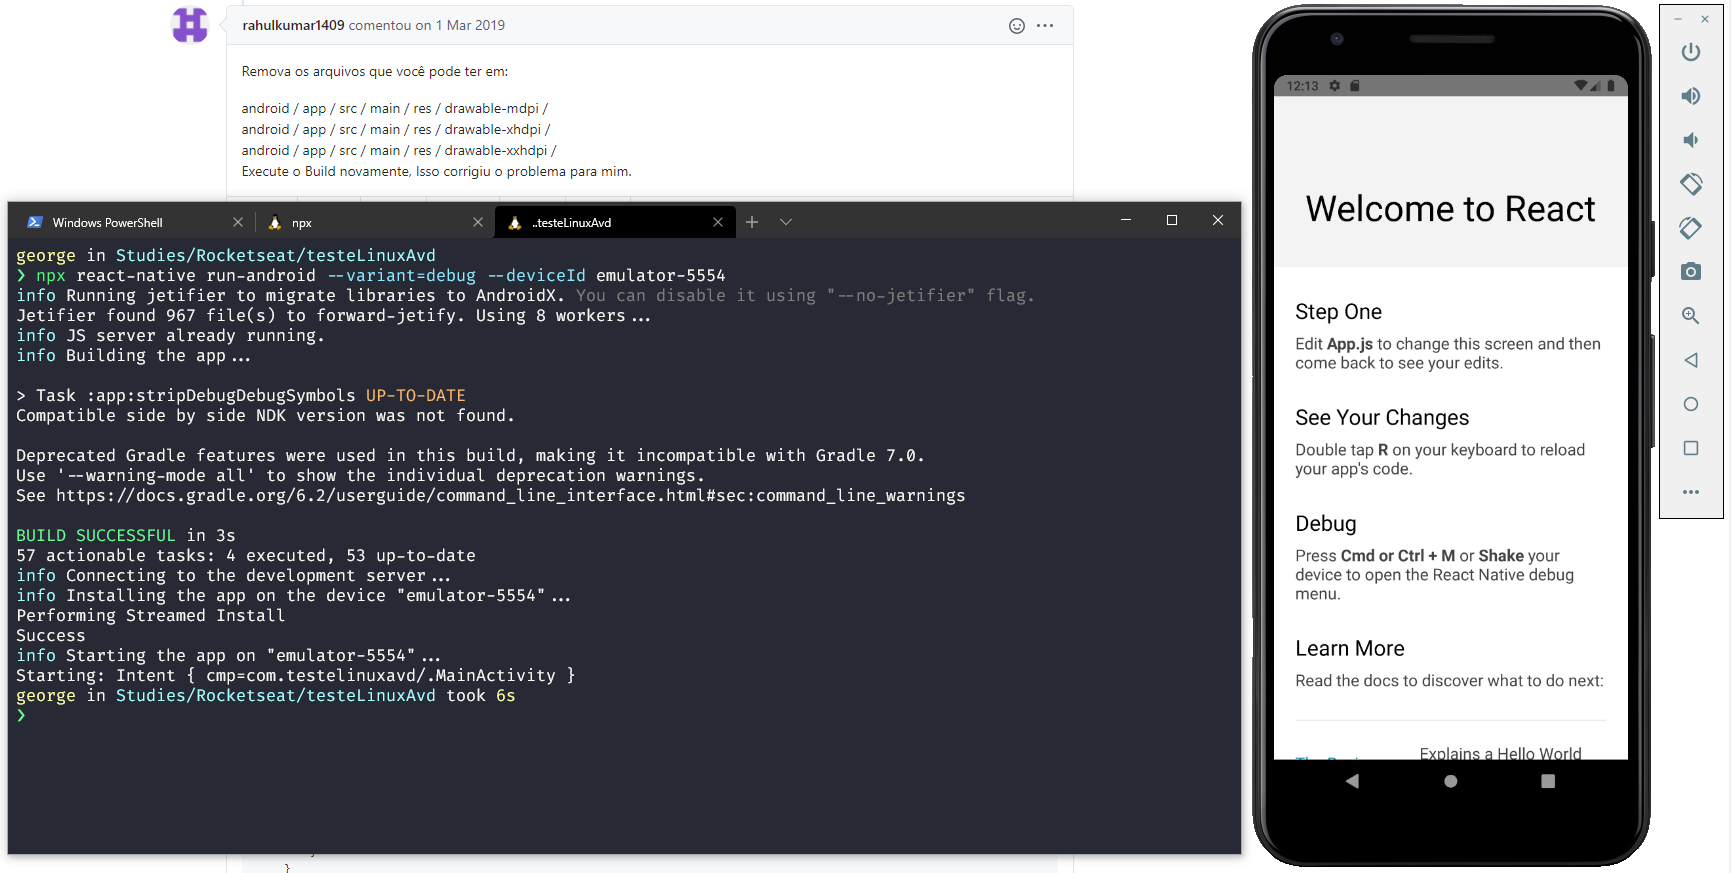 rahulkumar1409 comentou on 1 Mar 2019
Remova os arquivos que você pode ter em:
android / app / src / main / res / drawable-mdpi /
android / app / src / main / res / drawable-xhdpi /
android / app / src / main / res / drawable-xxhdpi /
Execute o Build novamente, Isso corrigiu o problema para mim.
Windows PowerShell
npx
..testeLinuxAvd
george in Studies/Rocketseat/testeLinuxAvd
❯ npx react-native run-android --variant=debug --deviceId emulator-5554
info Running jetifier to migrate libraries to AndroidX. You can disable it using "--no-jetifier" flag.
Jetifier found 967 file(s) to forward-jetify. Using 8 workers...
info JS server already running.
info Building the app...
> Task :app:stripDebugDebugSymbols UP-TO-DATE
Compatible side by side NDK version was not found.
Deprecated Gradle features were used in this build, making it incompatible with Gradle 7.0.
Use '--warning-mode all' to show the individual deprecation warnings.
See https://docs.gradle.org/6.2/userguide/command_line_interface.html#sec:command_line_warnings
BUILD SUCCESSFUL in 3s
57 actionable tasks: 4 executed, 53 up-to-date
info Connecting to the development server...
info Installing the app on the device "emulator-5554"...
Performing Streamed Install
Success
info Starting the app on "emulator-5554"...
Starting: Intent { cmp=com.testelinuxavd/.MainActivity }
george in Studies/Rocketseat/testeLinuxAvd took 6s
❯
}
12:13
Welcome to React
Step One
Edit App.js to change this screen and then
come back to see your edits.
See Your Changes
Double tap R on your keyboard to reload
your app's code.
Debug
Press Cmd or Ctrl + M or Shake your
device to open the React Native debug
menu.
Learn More
Read the docs to discover what to do next:
Explains a Hello World